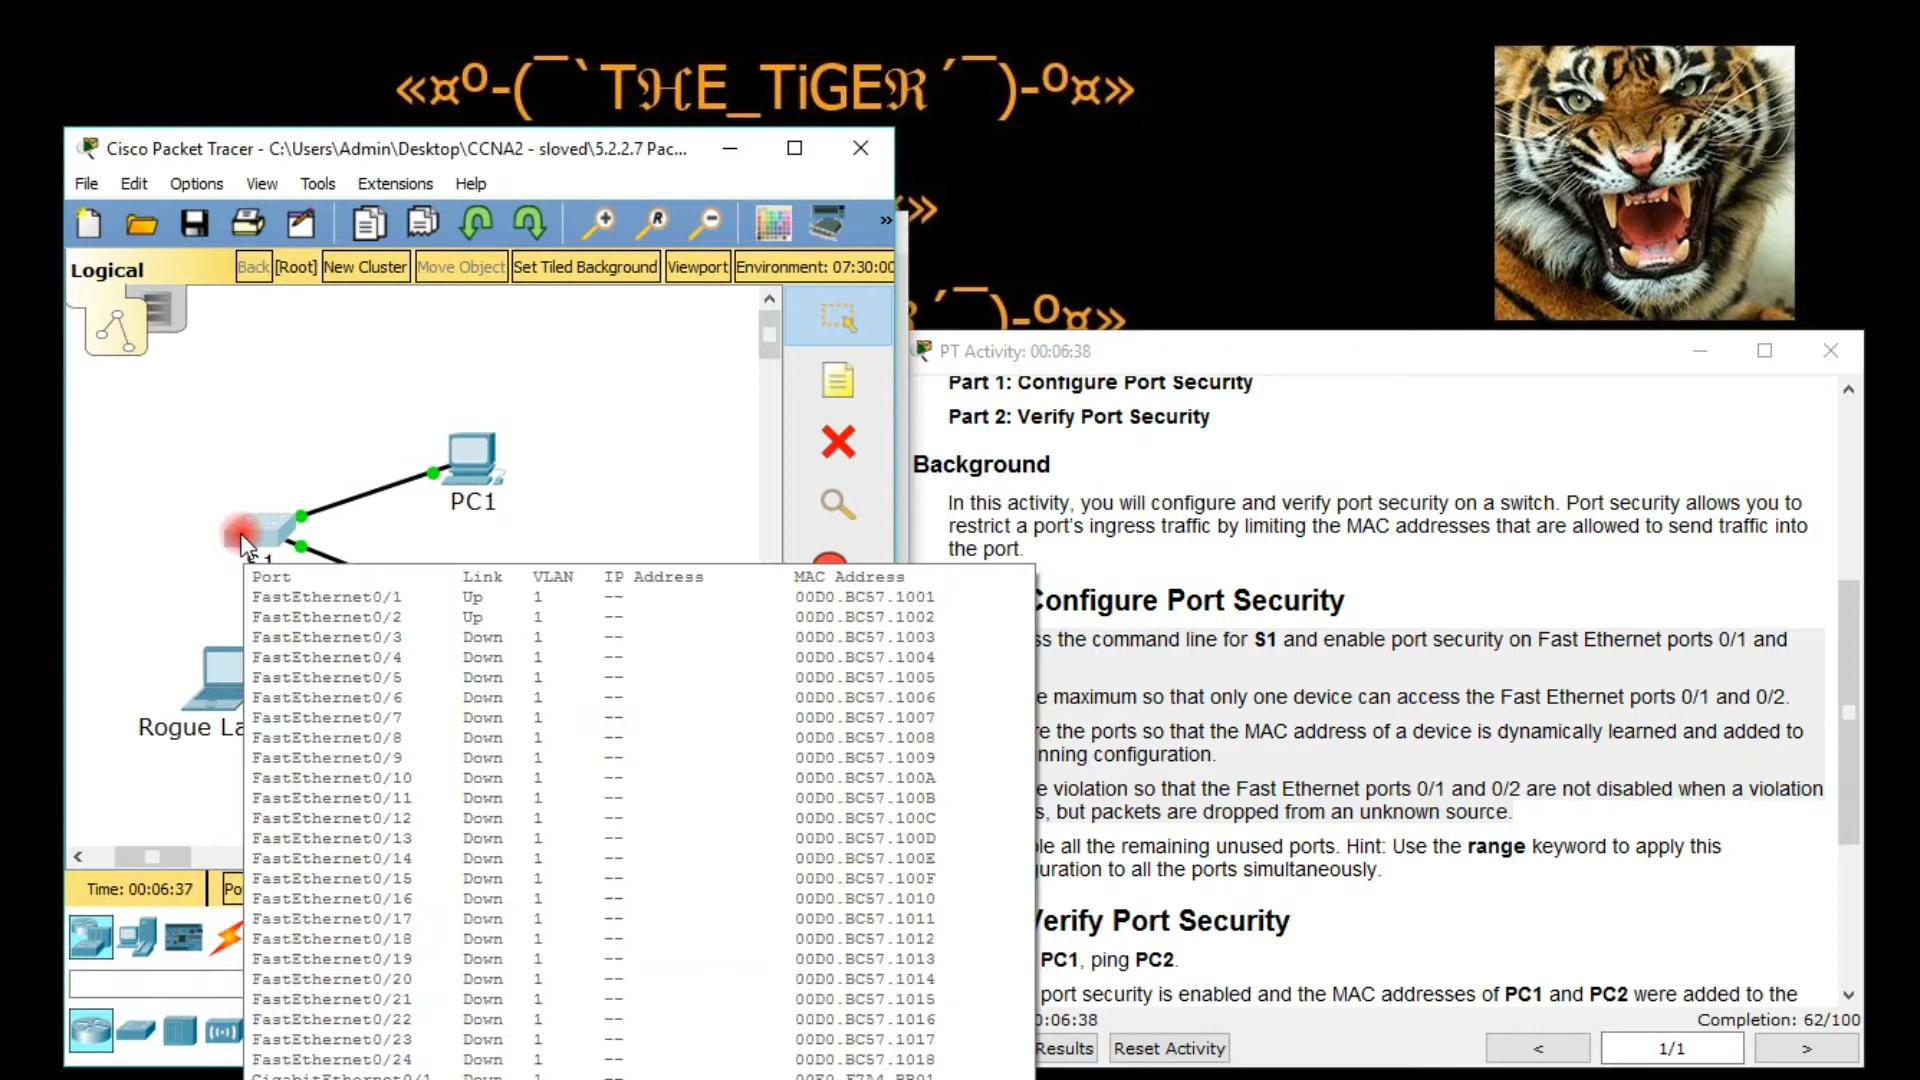 «¤º-(¯`TℋE_TiGEℜ´¯)-º¤»
Cisco Packet Tracer - C:\Users\Admin\Desktop\CCNA2 - sloved\5.2.2.7 Pac...
File Edit Options View Tools Extensions Help
»
Logical Back [Root] New Cluster Move Object Set Tiled Background Viewport Environment: 07:30:00
PC1
Rogue La
Time: 00:06:37 Po
Port Link VLAN IP Address MAC Address
FastEthernet0/1 Up 1 -- 00D0.BC57.1001
FastEthernet0/2 Up 1 -- 00D0.BC57.1002
FastEthernet0/3 Down 1 -- 00D0.BC57.1003
FastEthernet0/4 Down 1 -- 00D0.BC57.1004
FastEthernet0/5 Down 1 -- 00D0.BC57.1005
FastEthernet0/6 Down 1 -- 00D0.BC57.1006
FastEthernet0/7 Down 1 -- 00D0.BC57.1007
FastEthernet0/8 Down 1 -- 00D0.BC57.1008
FastEthernet0/9 Down 1 -- 00D0.BC57.1009
FastEthernet0/10 Down 1 -- 00D0.BC57.100A
FastEthernet0/11 Down 1 -- 00D0.BC57.100B
FastEthernet0/12 Down 1 -- 00D0.BC57.100C
FastEthernet0/13 Down 1 -- 00D0.BC57.100D
FastEthernet0/14 Down 1 -- 00D0.BC57.100E
FastEthernet0/15 Down 1 -- 00D0.BC57.100F
FastEthernet0/16 Down 1 -- 00D0.BC57.1010
FastEthernet0/17 Down 1 -- 00D0.BC57.1011
FastEthernet0/18 Down 1 -- 00D0.BC57.1012
FastEthernet0/19 Down 1 -- 00D0.BC57.1013
FastEthernet0/20 Down 1 -- 00D0.BC57.1014
FastEthernet0/21 Down 1 -- 00D0.BC57.1015
FastEthernet0/22 Down 1 -- 00D0.BC57.1016
FastEthernet0/23 Down 1 -- 00D0.BC57.1017
FastEthernet0/24 Down 1 -- 00D0.BC57.1018
PT Activity: 00:06:38
Part 1: Configure Port Security
Part 2: Verify Port Security
Background
In this activity, you will configure and verify port security on a switch. Port security allows you to
restrict a port's ingress traffic by limiting the MAC addresses that are allowed to send traffic into
the port.
Configure Port Security
ss the command line for S1 and enable port security on Fast Ethernet ports 0/1 and
e maximum so that only one device can access the Fast Ethernet ports 0/1 and 0/2.
re the ports so that the MAC address of a device is dynamically learned and added to
nning configuration.
e violation so that the Fast Ethernet ports 0/1 and 0/2 are not disabled when a violation
s, but packets are dropped from an unknown source.
le all the remaining unused ports. Hint: Use the range keyword to apply this
uration to all the ports simultaneously.
Verify Port Security
PC1, ping PC2.
port security is enabled and the MAC addresses of PC1 and PC2 were added to the
0:06:38 Completion: 62/100
Results Reset Activity < 1/1 >